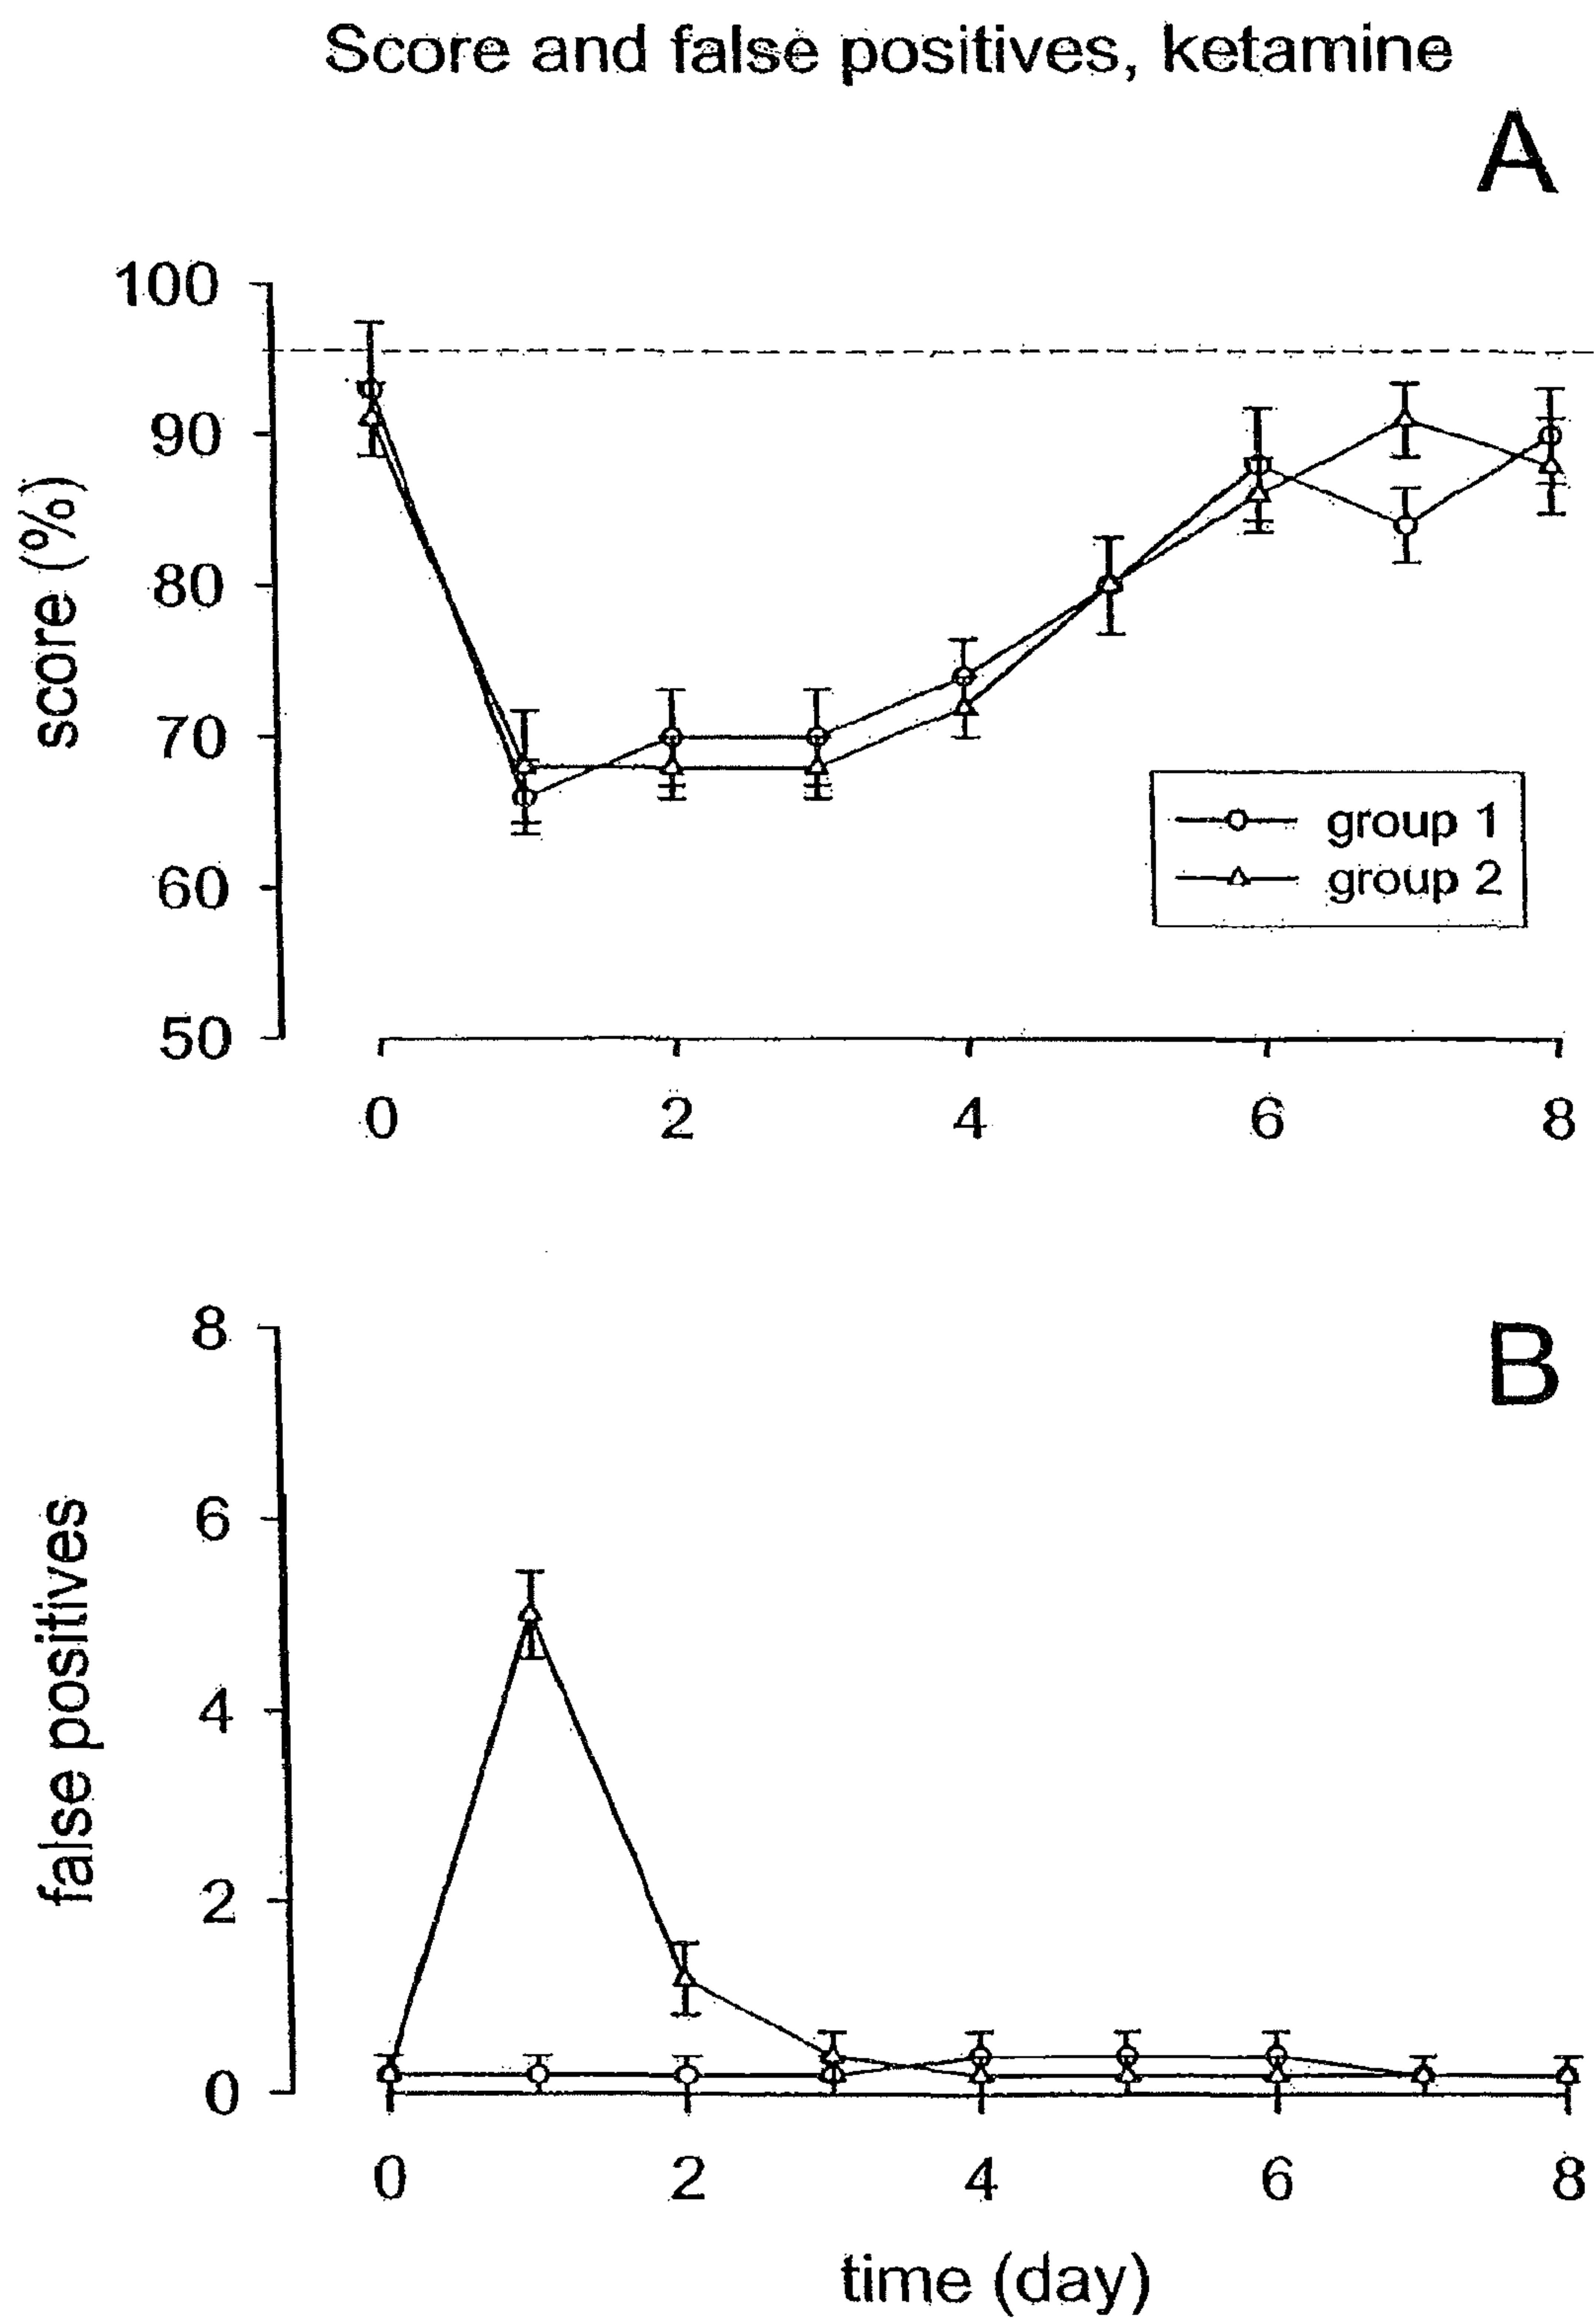 Score and false positives, ketamine
A
100
90
80
70
60
50
score (%)
group 1
group 2
0 2 4 6 8
B
8
6
4
2
0
false positives
0 2 4 6 8
time (day)